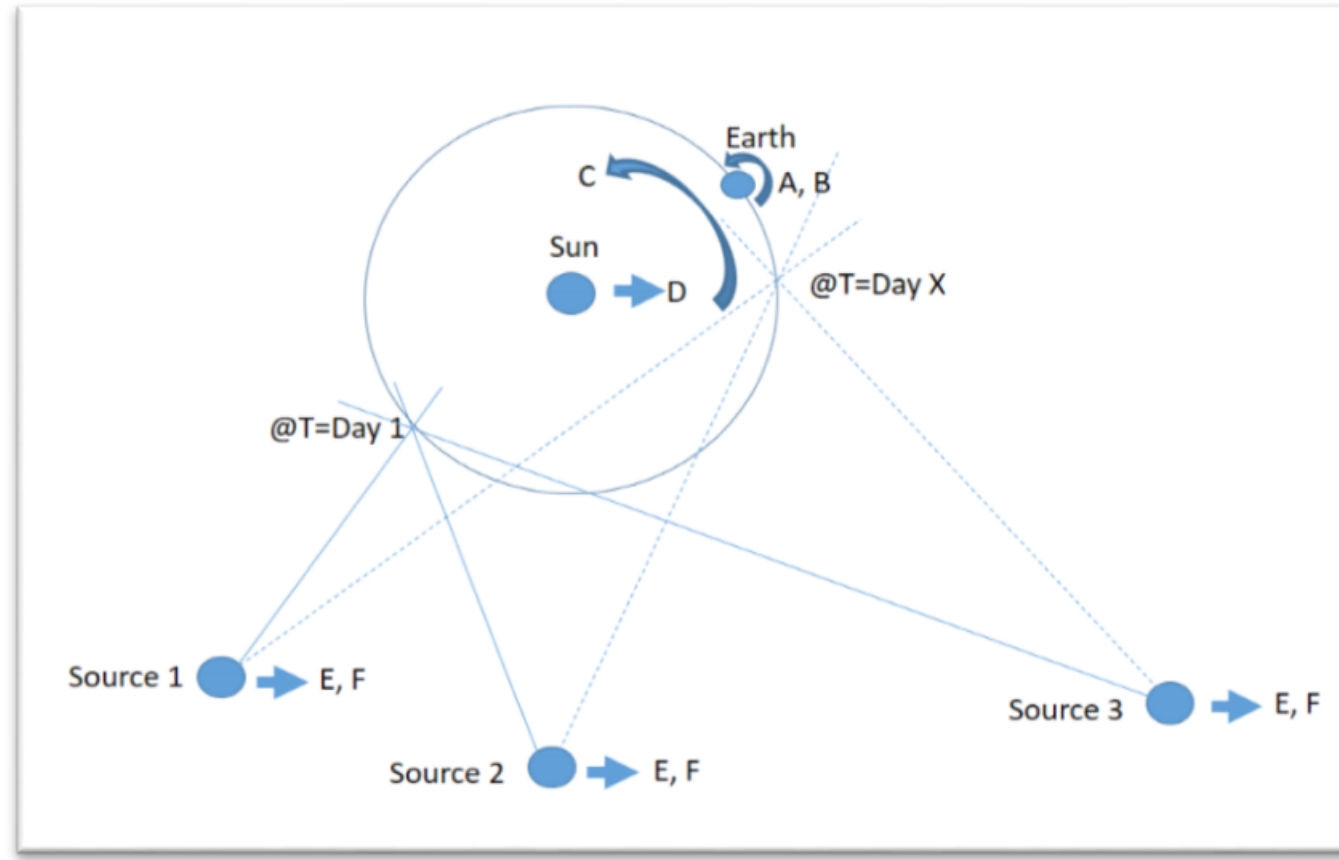 Earth
C
A, B
Sun
D
@T=Day X
@T=Day 1
Source 1
E, F
Source 3
E, F
Source 2
E, F